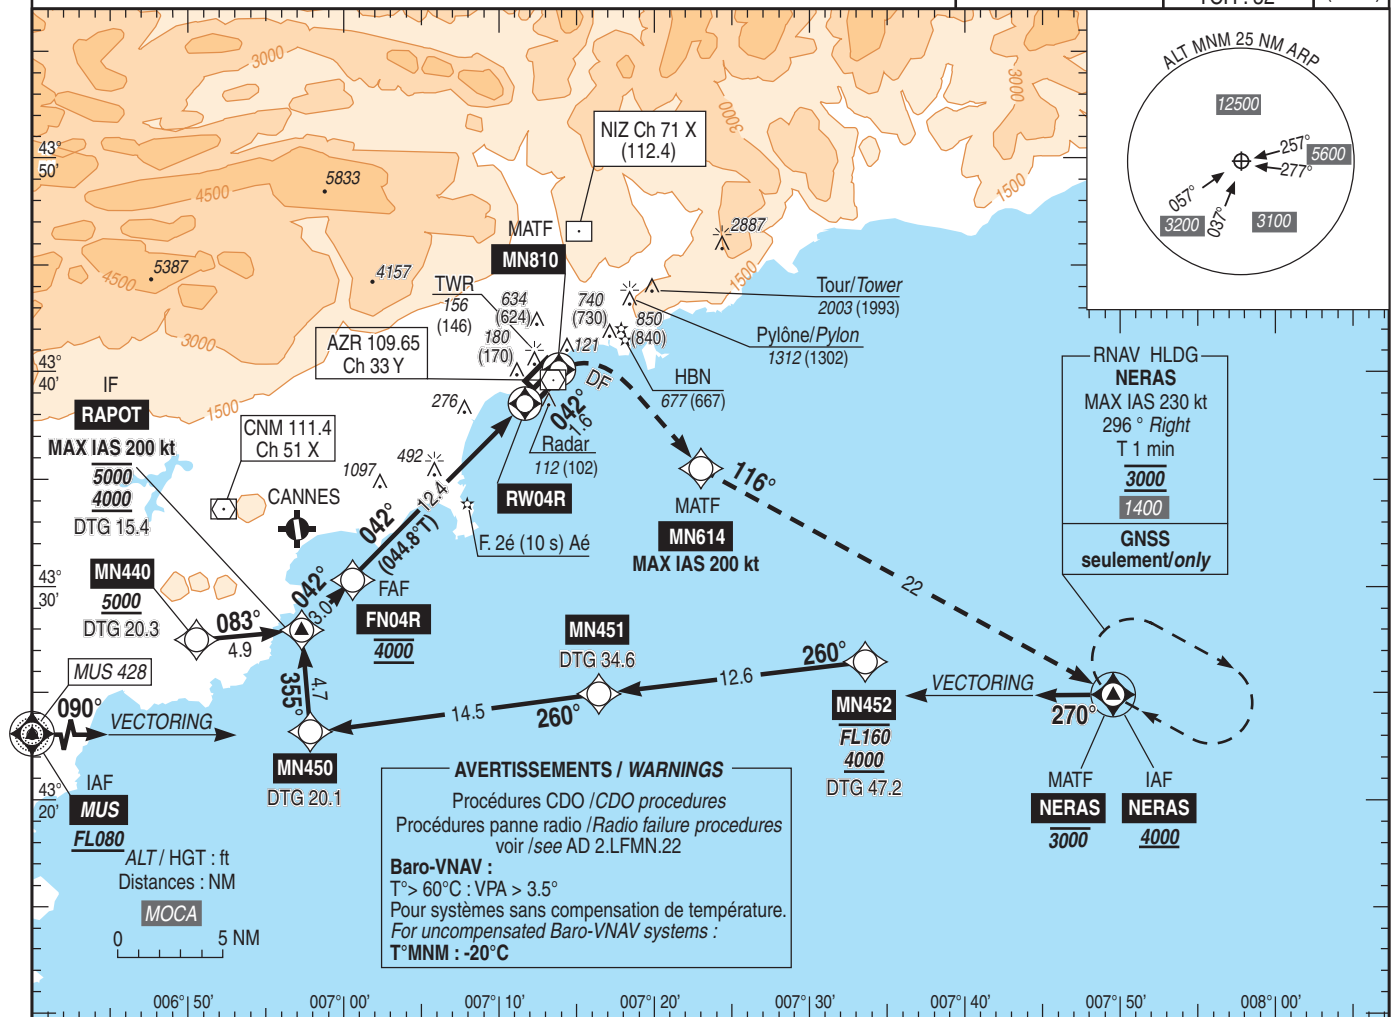 TCH : 52
ALT MNM 25 NM ARP
12500
257°
5600
277°
057°
3200
037°
3100
3000
3000
3000
43°
50'
NIZ Ch 71 X
(112.4)
5833
4500
1500
2887
MATF
MN810
5387
4500
4157
1500
TWR
156
(146)
634
(624)
180
(170)
740
(730)
850
(840)
121
Tour/Tower
2003 (1993)
Pylône/Pylon
1312 (1302)
3000
AZR 109.65
Ch 33 Y
43°
40'
DF
HBN
677 (667)
RNAV HLDG
NERAS
MAX IAS 230 kt
296 ° Right
T 1 min
3000
1400
GNSS
seulement/only
IF
RAPOT
MAX IAS 200 kt
5000
4000
DTG 15.4
1500
276
CNM 111.4
Ch 51 X
042°
1.6
Radar
112 (102)
1097
492
CANNES
RW04R
116°
MATF
MN614
MAX IAS 200 kt
12.4
042°
(044.8°T)
F. 2é (10 s) Aé
43°
30'
MN440
5000
DTG 20.3
042°
3.0
FAF
FN04R
4000
22
083°
4.9
MN451
DTG 34.6
260°
12.6
MUS 428
090°
VECTORING
355°
4.7
14.5
260°
MN452
FL160
4000
DTG 47.2
VECTORING
270°
MN450
DTG 20.1
43°
20'
IAF
MUS
FL080
MATF
NERAS
3000
IAF
NERAS
4000
AVERTISSEMENTS / WARNINGS
Procédures CDO /CDO procedures
Procédures panne radio /Radio failure procedures
voir /see AD 2.LFMN.22
Baro-VNAV :
T°> 60°C : VPA > 3.5°
Pour systèmes sans compensation de température.
For uncompensated Baro-VNAV systems :
T°MNM : -20°C
ALT / HGT : ft
Distances : NM
MOCA
0 5 NM
006°50' 007°00' 007°10' 007°20' 007°30' 007°40' 007°50' 008°00'